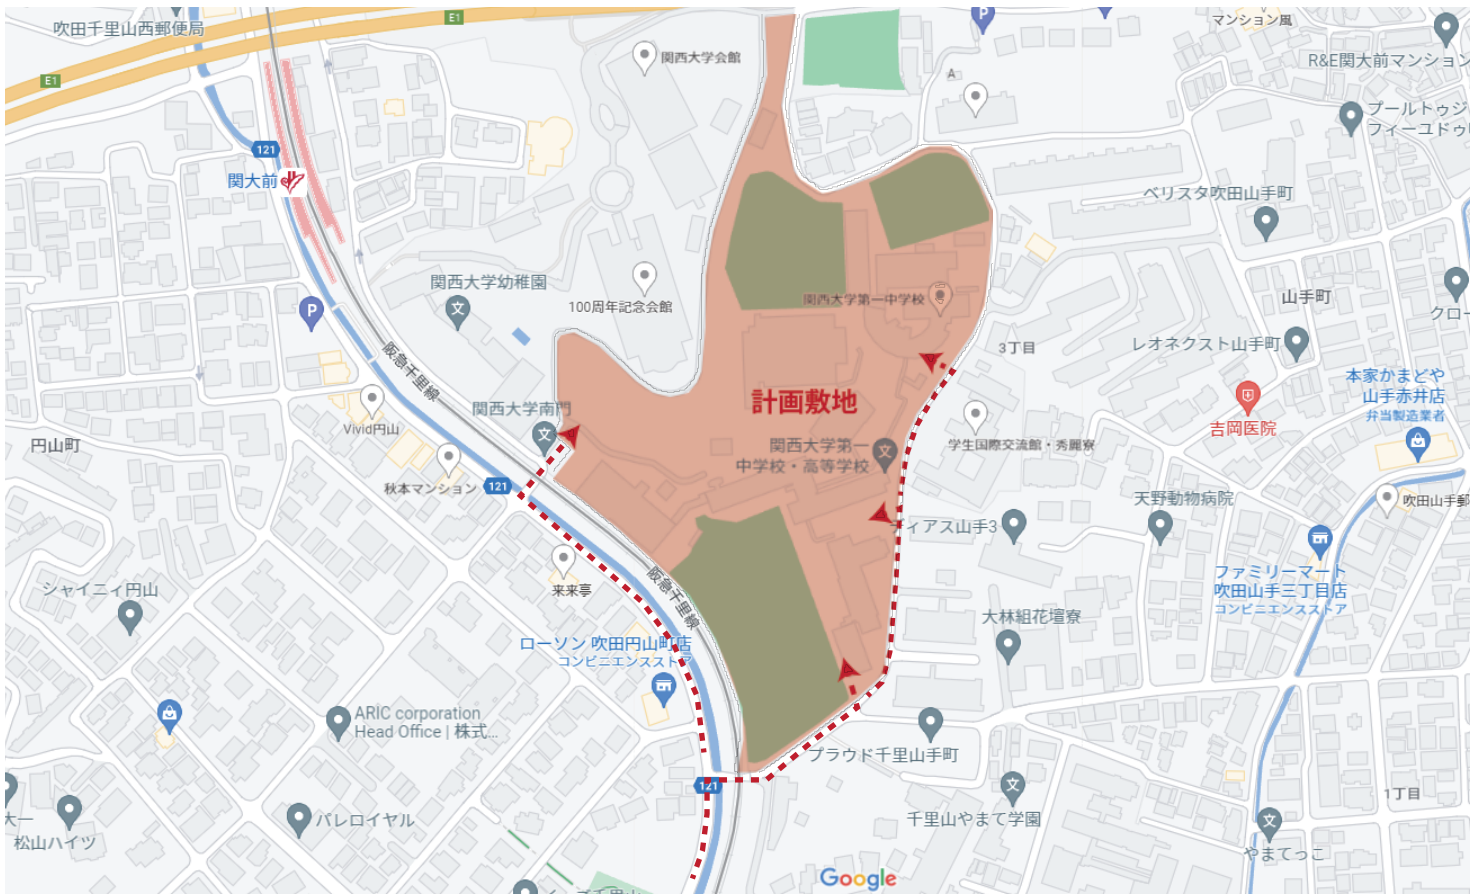 吹田千里山西郵便局
E1
E1
P
マンション風
関西大学会館
R&E関大前マンション
A
プールトゥジ
フィーユドゥ
121
関大前
ベリスタ吹田山手町
関西大学幼稚園
文
100周年記念会館
関西大学第一中学校
山手町
クロー
P
3丁目
レオネクスト山手町
阪急千里線
本家かまどや
山手赤井店
弁当製造業者
計画敷地
関西大学南門
文
Vivid円山
吉岡医院
円山町
関西大学第一
中学校・高等学校
文
学生国際交流館・秀麗寮
秋本マンション
121
天野動物病院
吹田山手郵
ディアス山手3
来来亭
阪急千里線
ファミリーマート
吹田山手三丁目店
コンビニエンスストア
シャイニィ円山
大林組花壇寮
ローソン 吹田円山町店
コンビニエンスストア
ARIC corporation
Head Office | 株式...
プラウド千里山手町
121
文
1丁目
千里山やまて学園
パレロイヤル
松山ハイツ
文
やまてっこ
Google